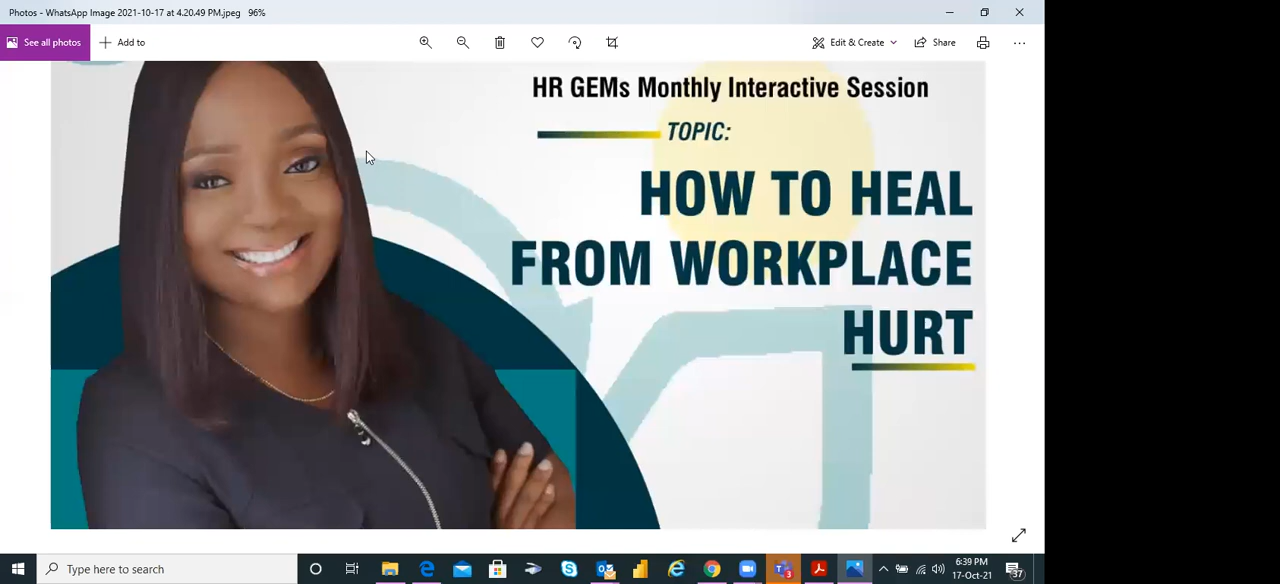 Photos - WhatsApp Image 2021-10-17 at 4.20.49 PM.jpeg 96%
See all photos
Add to
Edit & Create
Share
HR GEMs Monthly Interactive Session
TOPIC:
HOW TO HEAL
FROM WORKPLACE
HURT
Type here to search
3
6:39 PM
17-Oct-21
37